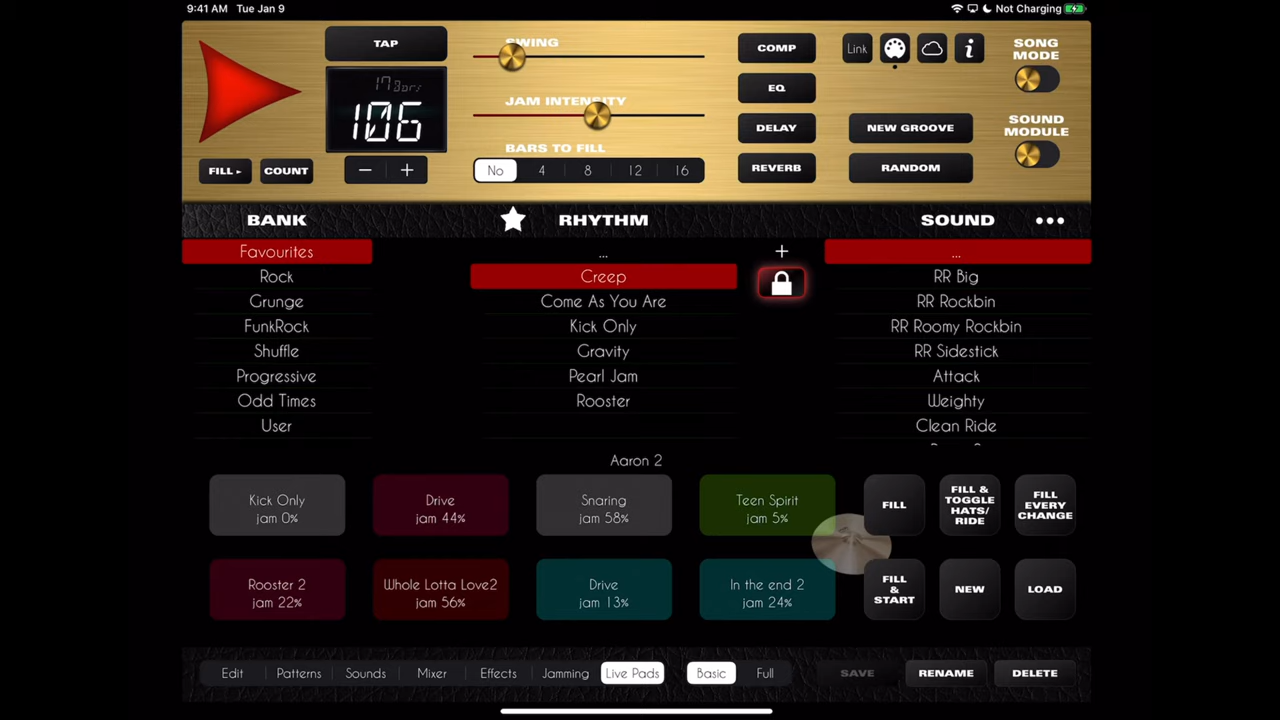 9:41 AM Tue Jan 9
Not Charging
TAP
SWING
COMP
Link
i
SONG
MODE
17Bars
106
EQ
JAM INTENSITY
DELAY
NEW GROOVE
SOUND
MODULE
BARS TO FILL
FILL
COUNT
− +
No 4 8 12 16
REVERB
RANDOM
BANK
RHYTHM
SOUND
•••
Favourites
...
+
...
Rock
Creep
RR Big
Grunge
Come As You Are
RR Rockbin
FunkRock
Kick Only
RR Roomy Rockbin
Shuffle
Gravity
RR Sidestick
Progressive
Pearl Jam
Attack
Odd Times
Rooster
Weighty
User
Clean Ride
Aaron 2
Kick Only
jam 0%
Drive
jam 44%
Snaring
jam 58%
Teen Spirit
jam 5%
FILL
FILL &
TOGGLE
HATS/
RIDE
FILL
EVERY
CHANGE
Rooster 2
jam 22%
Whole Lotta Love2
jam 56%
Drive
jam 13%
In the end 2
jam 24%
FILL
&
START
NEW
LOAD
Edit
Patterns
Sounds
Mixer
Effects
Jamming
Live Pads
Basic
Full
SAVE
RENAME
DELETE